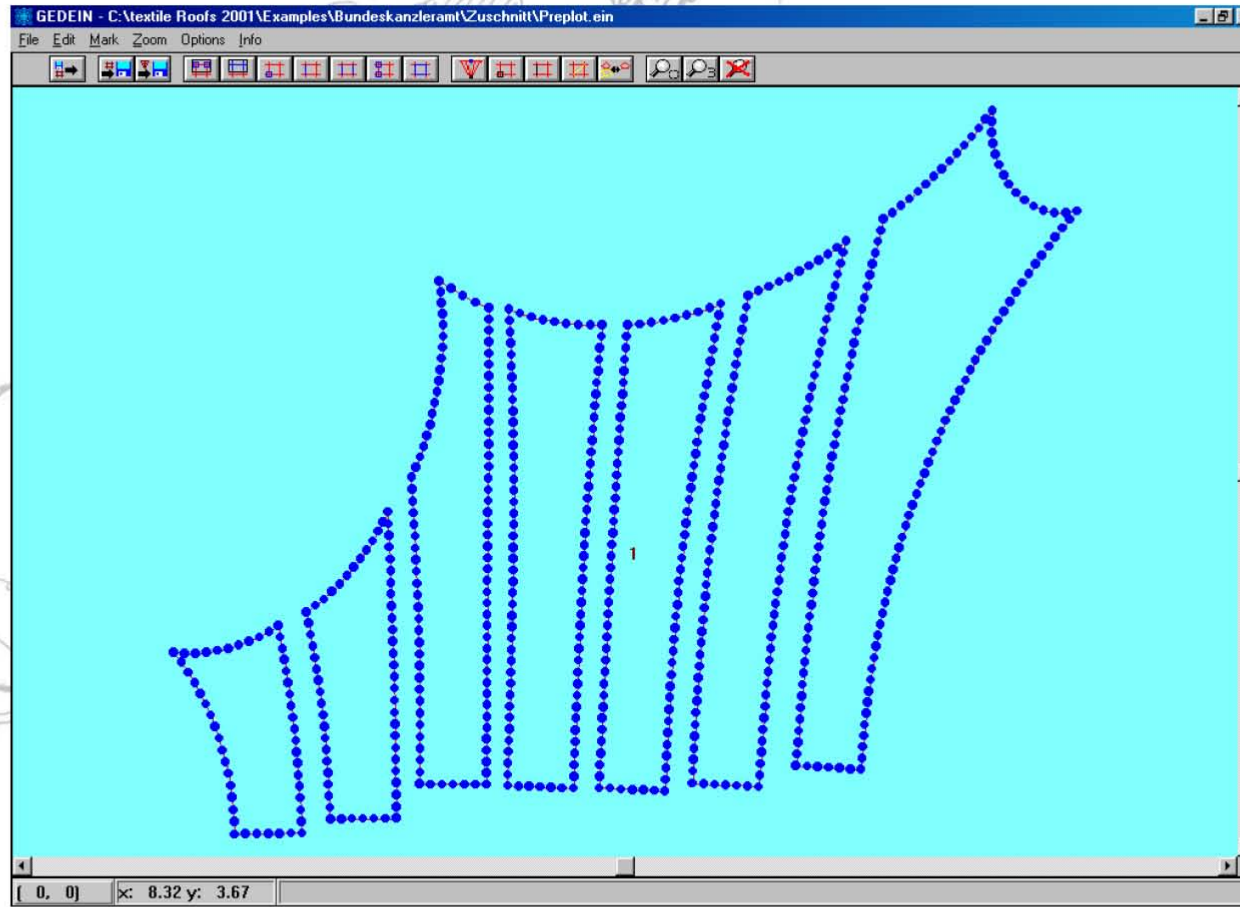 GEDEIN - C:\textile Roofs 2001\Examples\Bundeskanzleramt\Zuschnitt\Preplot.ein
File Edit Mark Zoom Options Info
1
( 0, 0) x: 8.32 y: 3.67